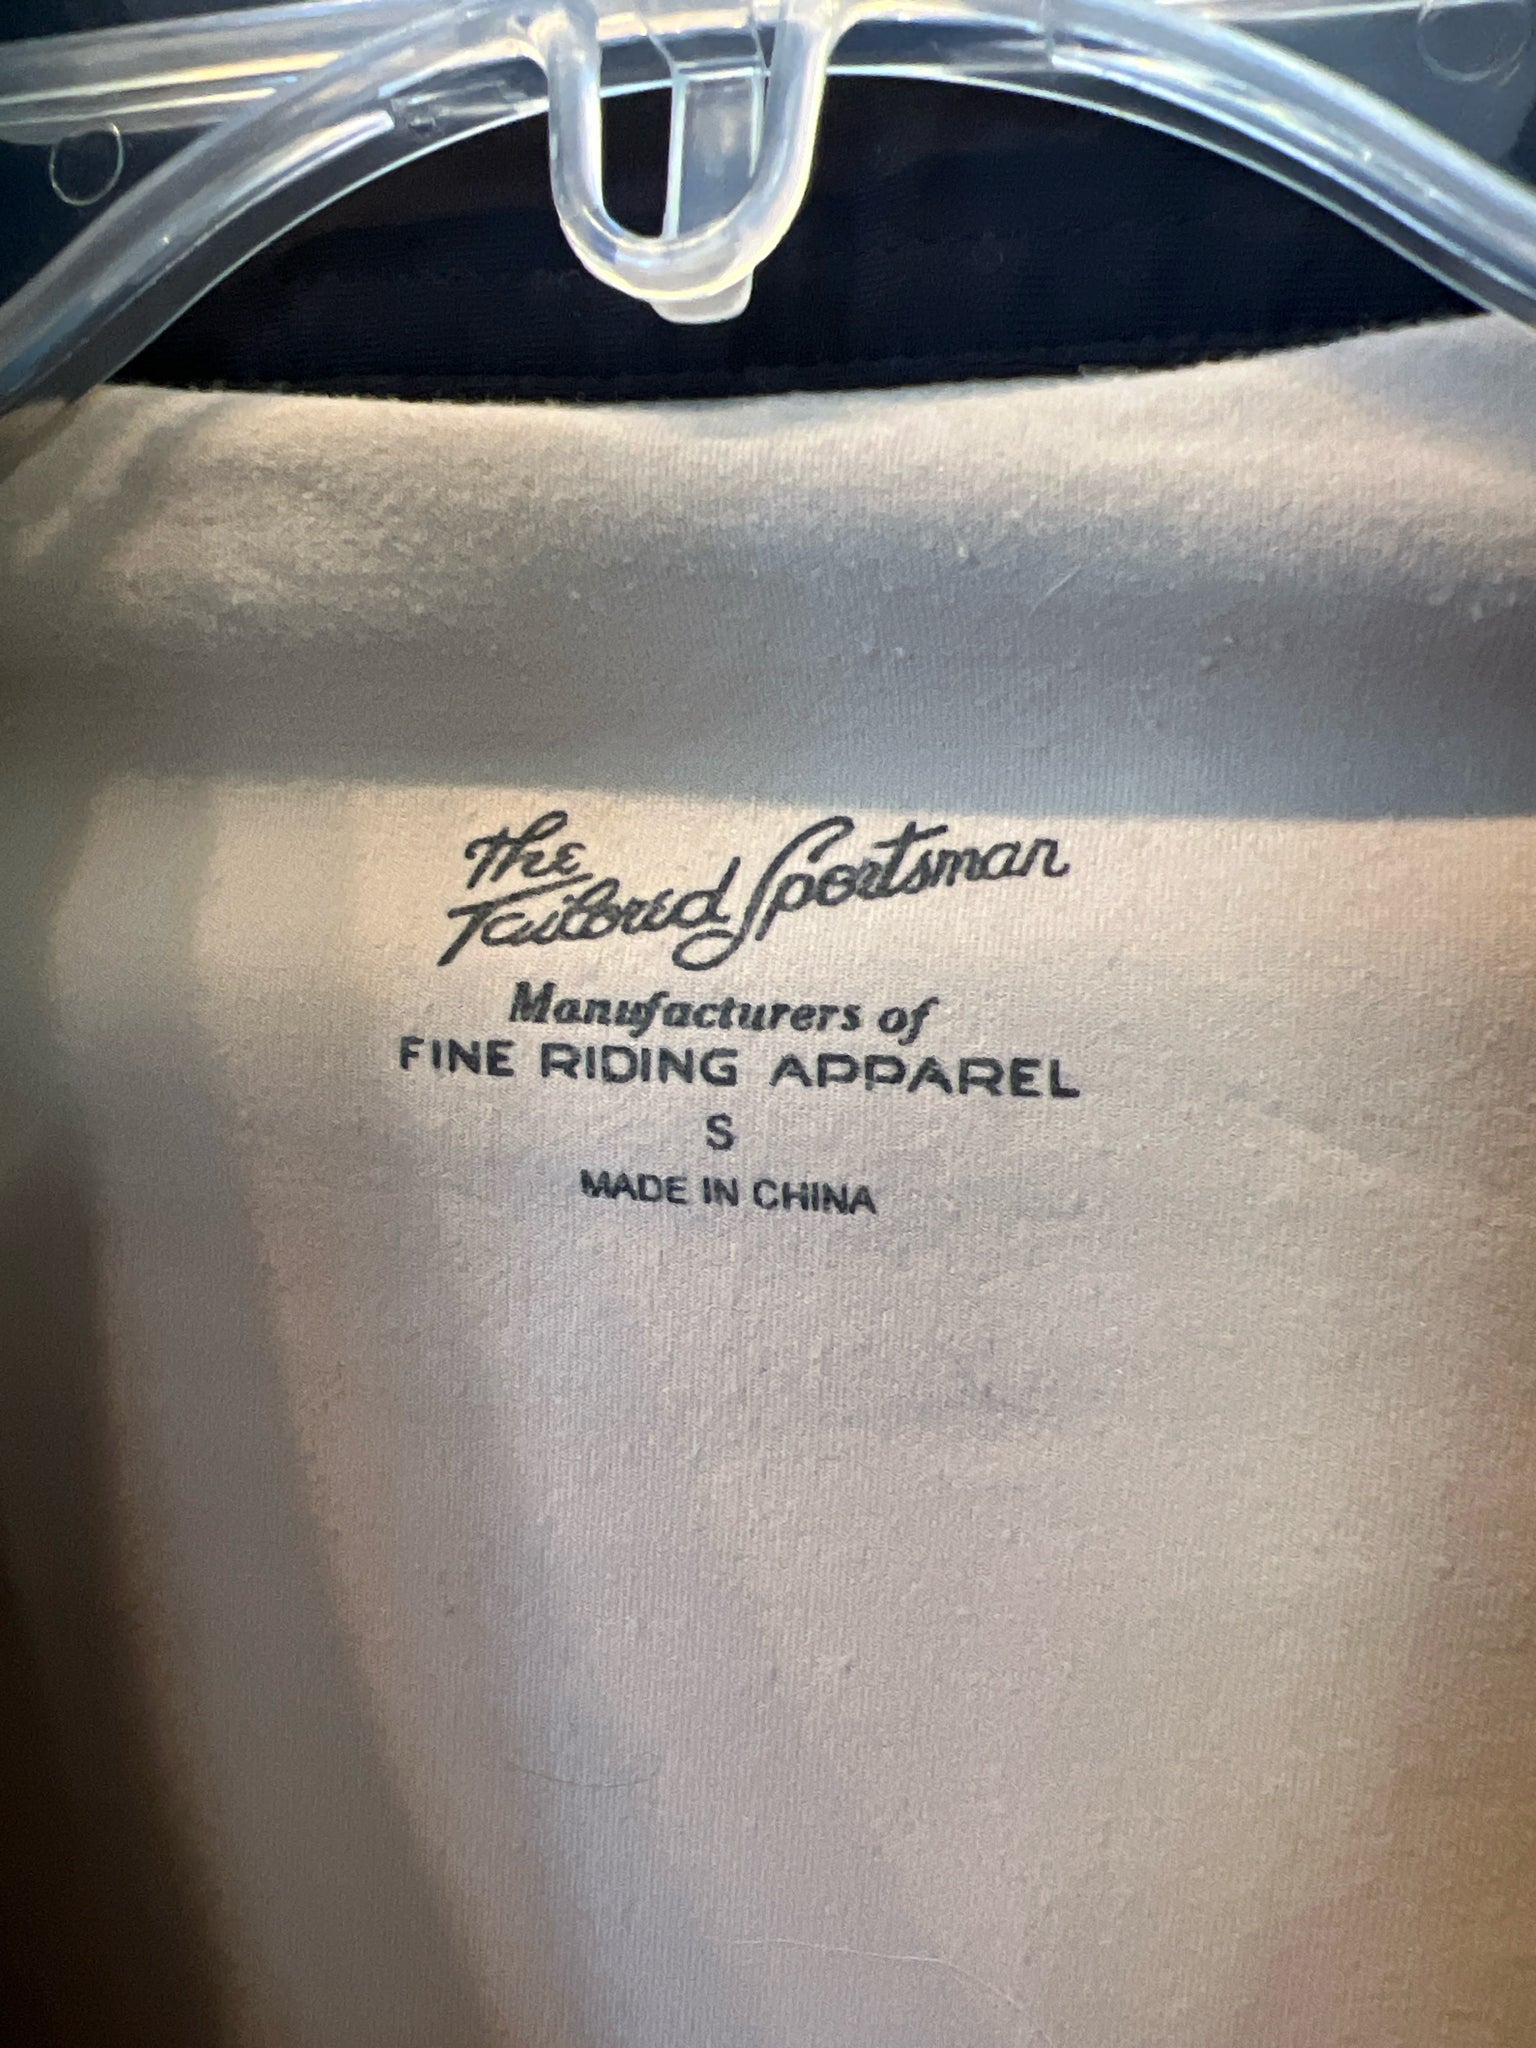 The
Tailored Sportsman
Manufacturers of
FINE RIDING APPAREL
S
MADE IN CHINA